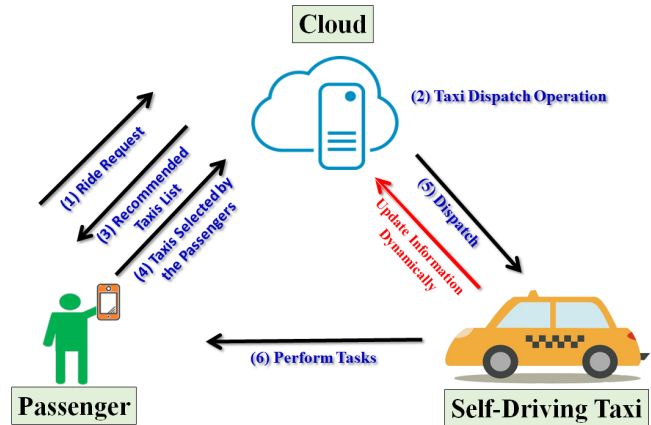 Cloud
(2) Taxi Dispatch Operation
(1) Ride Request
(3) Recommended
Taxis List
(4) Taxis Selected by
the Passengers
(5) Dispatch
Update Information
Dynamically
(6) Perform Tasks
Passenger
Self-Driving Taxi